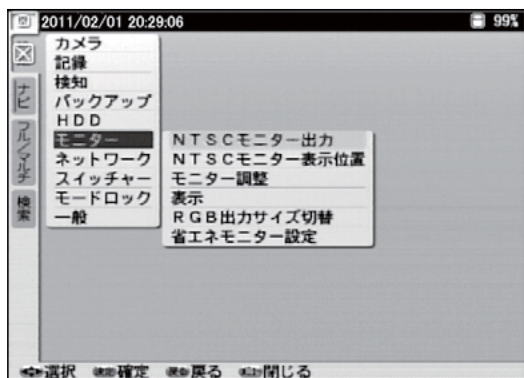 2011/02/01 20:29:06 99%
カメラ
記録
検知
バックアップ
HDD
モニター
ネットワーク
スイッチャー
モードロック
一般
NTSCモニター出力
NTSCモニター表示位置
モニター調整
表示
RGB出力サイズ切替
省エネモニター設定
ナビ
フル/マルチ
検索
選択 確定 戻る 閉じる